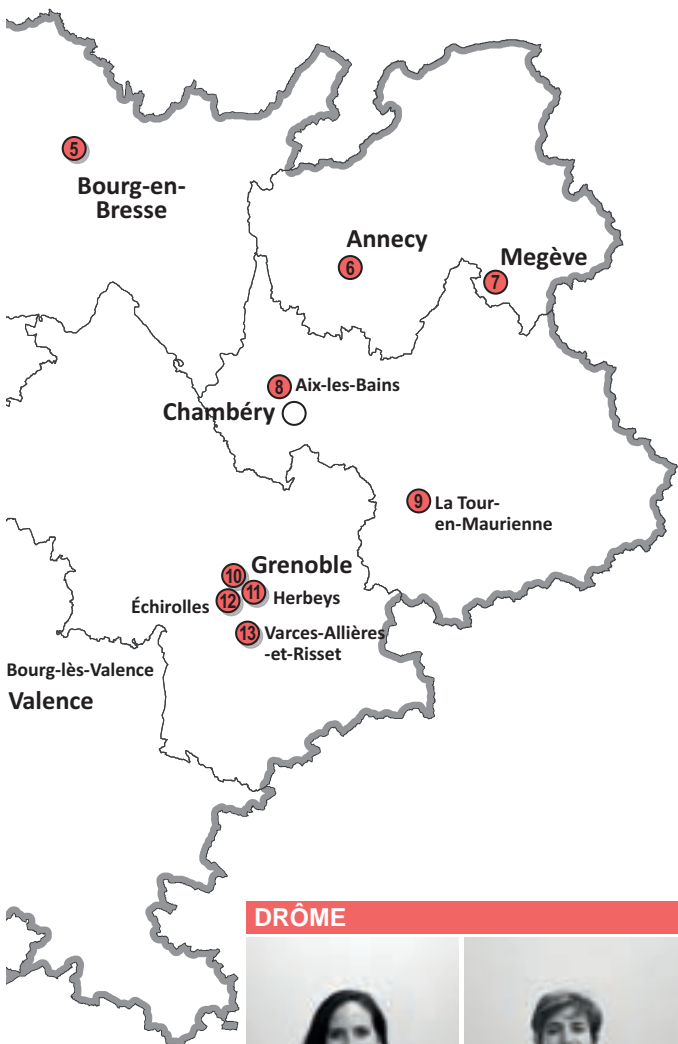 5
Bourg-en-
Bresse
Annecy
6
Megève
7
8 Aix-les-Bains
Chambéry
9 La Tour-
en-Maurienne
Grenoble
10
11 Herbeys
Échirolles 12
13 Varces-Allières
-et-Risset
Bourg-lès-Valence
Valence
DRÔME